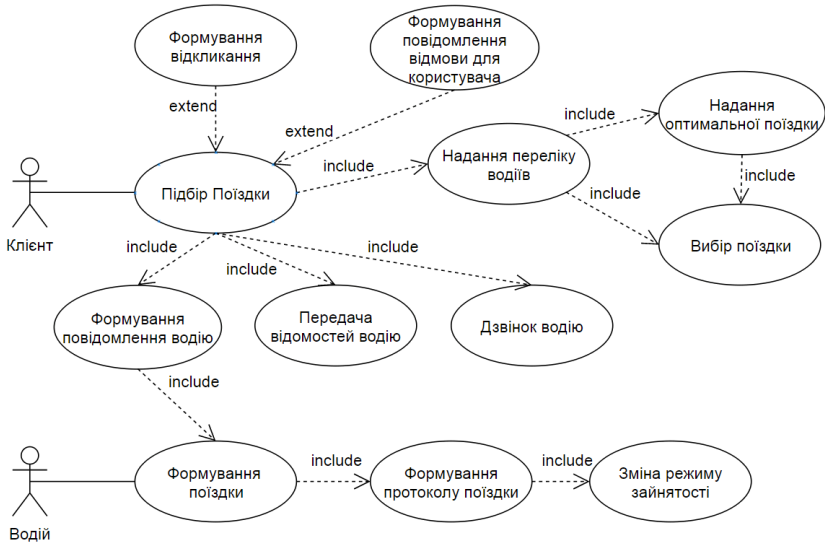 Формування
відкликання
Формування
повідомлення
відмови для
користувача
extend
extend
include
include
Надання
оптимальної поїздки
Надання переліку
водіїв
include
include
Підбір Поїздки
Клієнт
Вибір поїздки
include
include
include
Формування
повідомлення водію
Передача
відомостей водію
Дзвінок водію
include
Формування
поїздки
include
Формування
протоколу поїздки
include
Зміна режиму
зайнятості
Водій